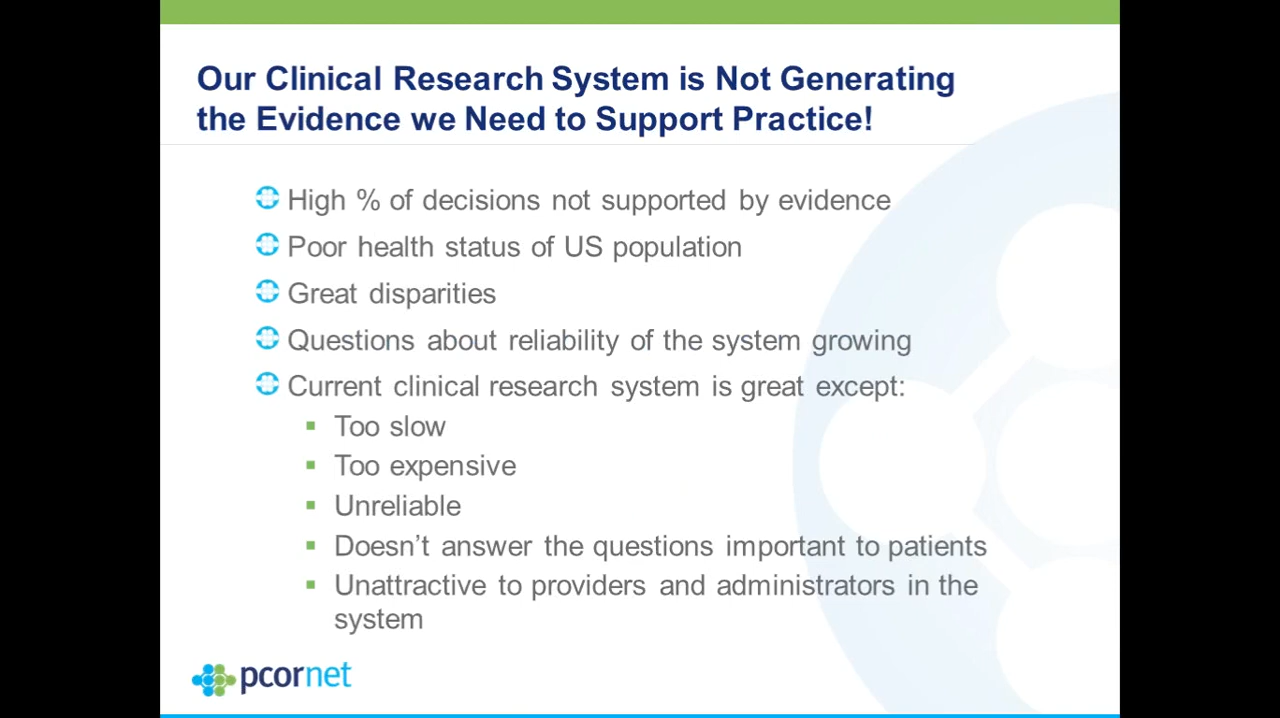 Our Clinical Research System is Not Generating
the Evidence we Need to Support Practice!
High % of decisions not supported by evidence
Poor health status of US population
Great disparities
Questions about reliability of the system growing
Current clinical research system is great except:
Too slow
Too expensive
Unreliable
Doesn’t answer the questions important to patients
Unattractive to providers and administrators in the
system
pcornet